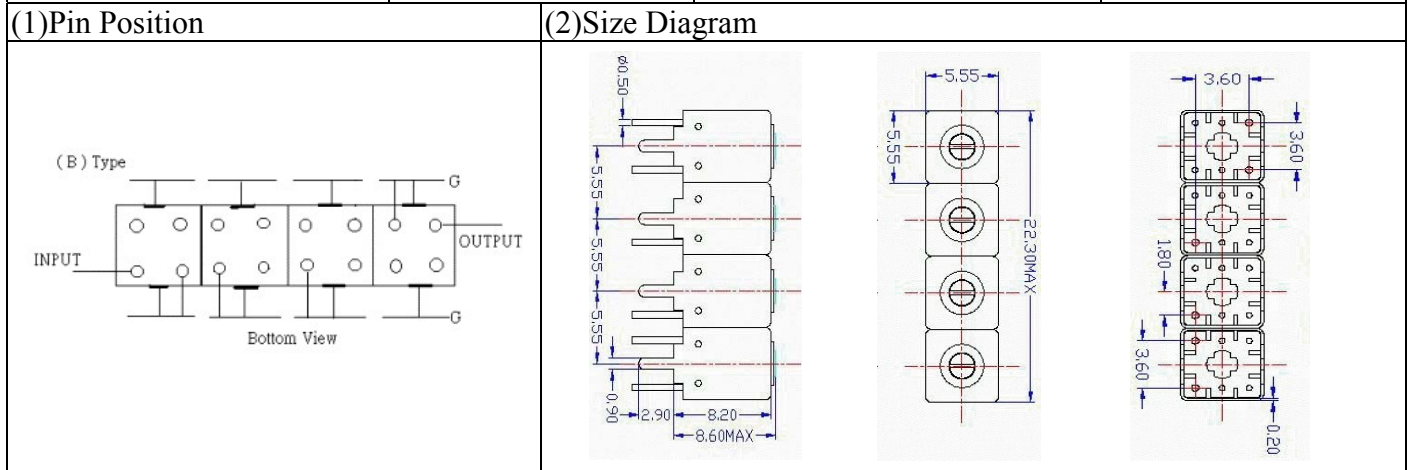 (1)Pin Position
(2)Size Diagram
(B) Type
G
OUTPUT
INPUT
G
Bottom View
ø0.50
5.55
5.55
5.55
0.90
2.90
8.20
8.60MAX
5.55
5.55
22.30MAX
3.60
3.60
1.80
3.60
0.20